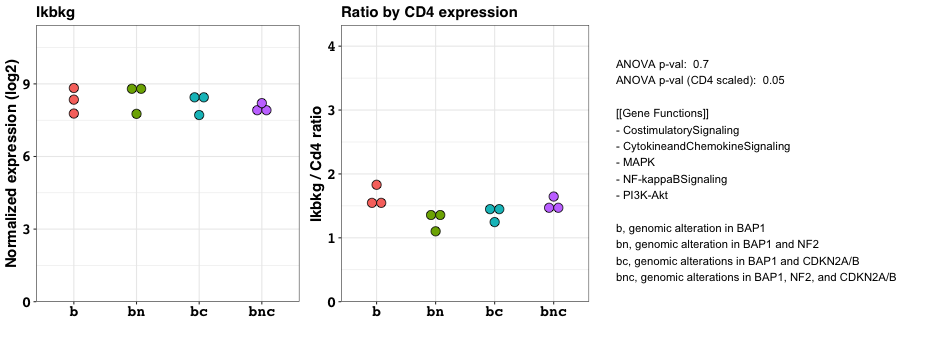 Ikbkg
Normalized expression (log2)
9
6
3
0
b
bn
bc
bnc
Ratio by CD4 expression
Ikbkg / Cd4 ratio
4
3
2
1
0
b
bn
bc
bnc
ANOVA p-val: 0.7
ANOVA p-val (CD4 scaled): 0.05
[[Gene Functions]]
- CostimulatorySignaling
- CytokineandChemokineSignaling
- MAPK
- NF-kappaBSignaling
- PI3K-Akt
b, genomic alteration in BAP1
bn, genomic alteration in BAP1 and NF2
bc, genomic alterations in BAP1 and CDKN2A/B
bnc, genomic alterations in BAP1, NF2, and CDKN2A/B